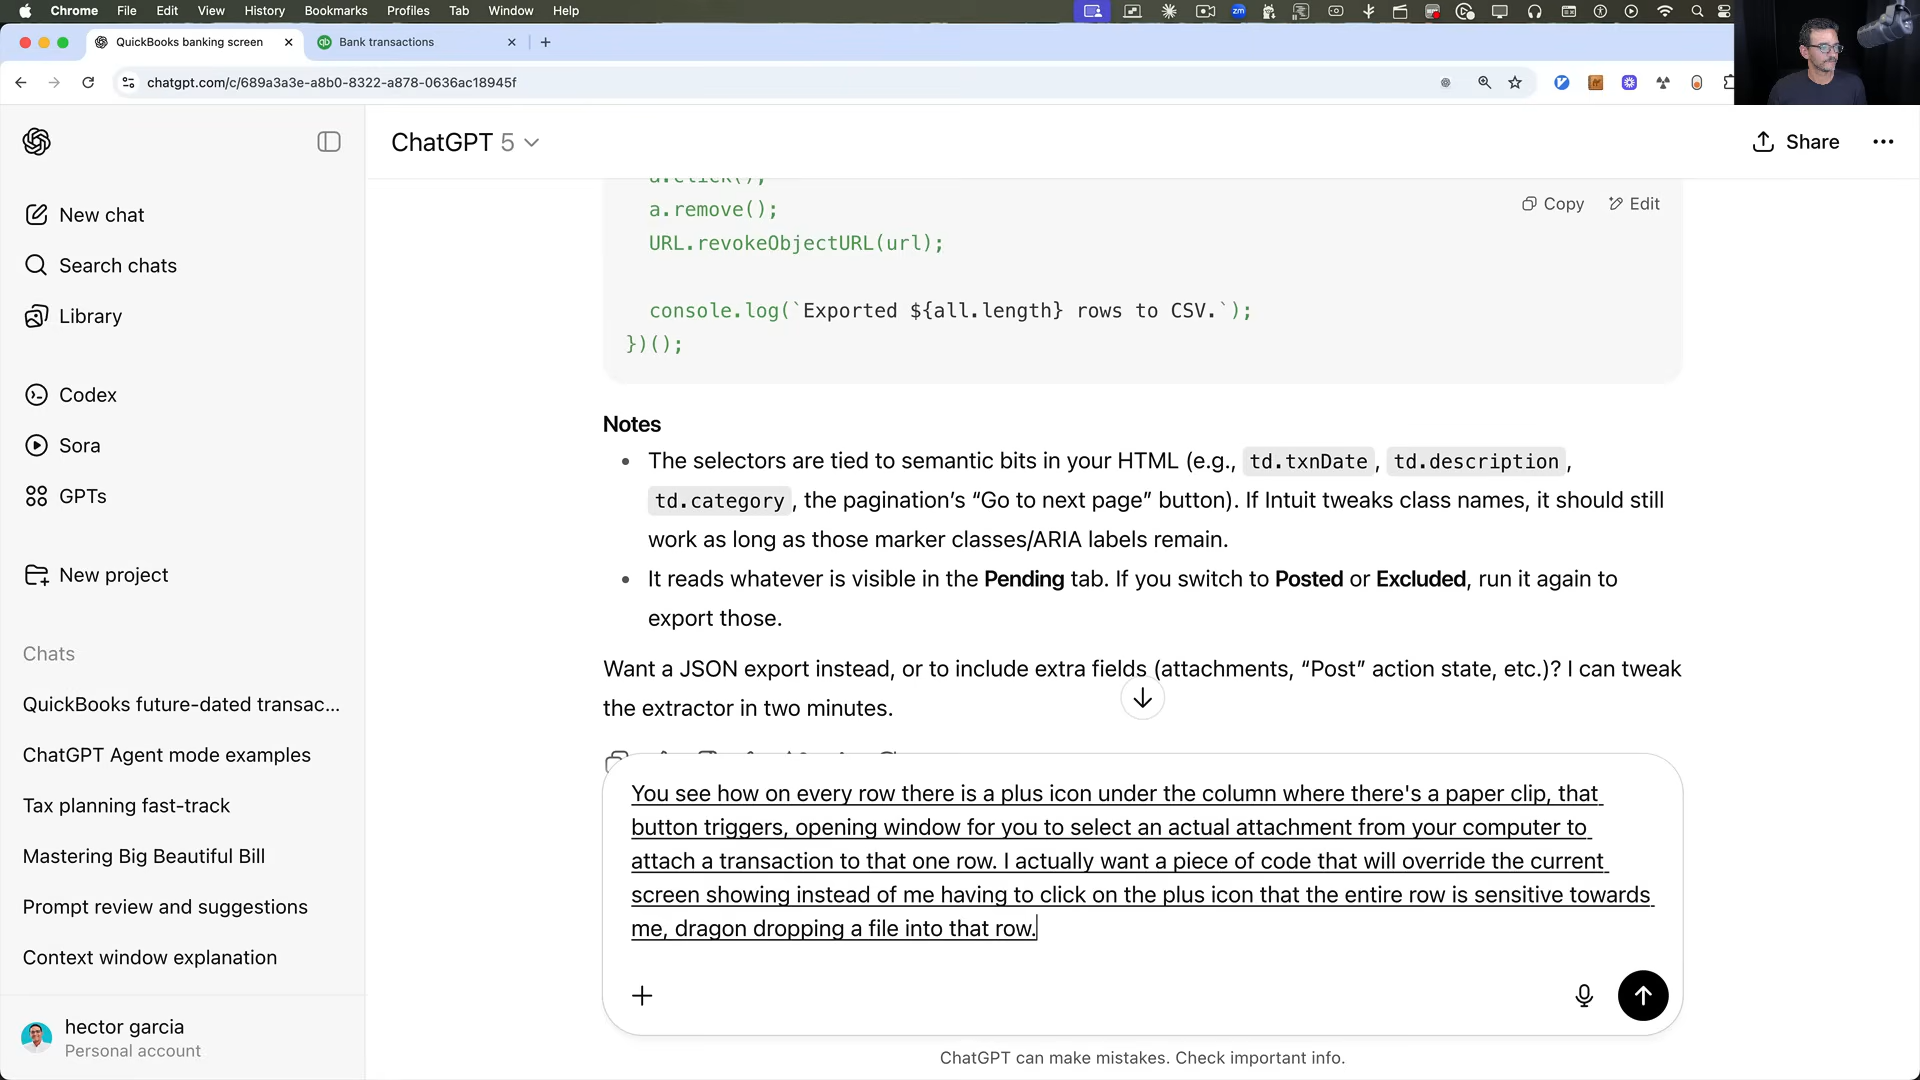 Chrome File Edit View History Bookmarks Profiles Tab Window Help
QuickBooks banking screen
Bank transactions
chatgpt.com/c/689a3a3e-a8b0-8322-a878-0636ac18945f
ChatGPT 5
Share
New chat
Search chats
Library
Codex
Sora
GPTs
New project
Chats
QuickBooks future-dated transac...
ChatGPT Agent mode examples
Tax planning fast-track
Mastering Big Beautiful Bill
Prompt review and suggestions
Context window explanation
hector garcia
Personal account
a.click();
Copy Edit
a.remove();
URL.revokeObjectURL(url);
console.log(`Exported ${all.length} rows to CSV.`);
})();
Notes
The selectors are tied to semantic bits in your HTML (e.g., td.txnDate, td.description,
td.category, the pagination’s “Go to next page” button). If Intuit tweaks class names, it should still
work as long as those marker classes/ARIA labels remain.
It reads whatever is visible in the Pending tab. If you switch to Posted or Excluded, run it again to
export those.
Want a JSON export instead, or to include extra fields (attachments, “Post” action state, etc.)? I can tweak
the extractor in two minutes.
You see how on every row there is a plus icon under the column where there's a paper clip, that
button triggers, opening window for you to select an actual attachment from your computer to
attach a transaction to that one row. I actually want a piece of code that will override the current
screen showing instead of me having to click on the plus icon that the entire row is sensitive towards
me, dragon dropping a file into that row.
ChatGPT can make mistakes. Check important info.